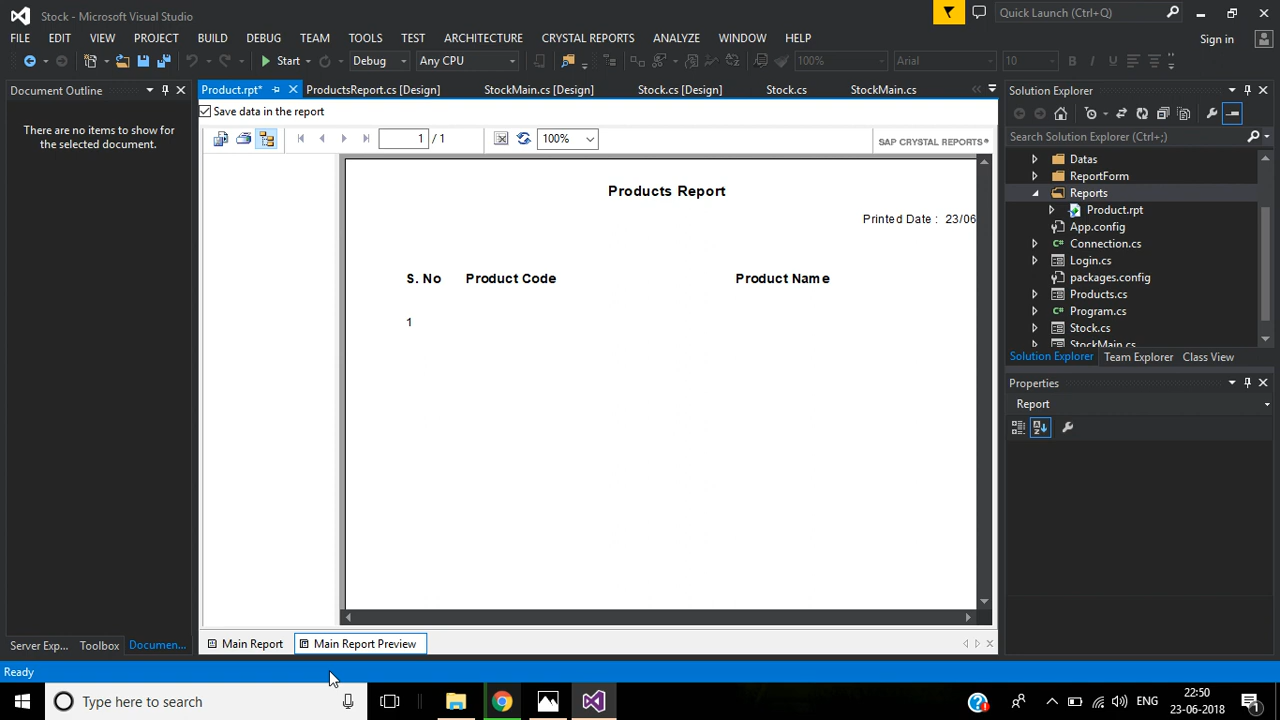 Stock - Microsoft Visual Studio
Quick Launch (Ctrl+Q)
FILE EDIT VIEW PROJECT BUILD DEBUG TEAM TOOLS TEST ARCHITECTURE CRYSTAL REPORTS ANALYZE WINDOW HELP
Sign in
Start Debug Any CPU 100% Arial 10 B I U
Document Outline
There are no items to show for
the selected document.
Product.rpt* ProductsReport.cs [Design] StockMain.cs [Design] Stock.cs [Design] Stock.cs StockMain.cs
Save data in the report
1 / 1 100%
SAP CRYSTAL REPORTS®
Products Report
Printed Date : 23/06
S. No Product Code Product Name
1
Main Report Main Report Preview
Solution Explorer
Search Solution Explorer (Ctrl+;)
Datas
ReportForm
Reports
Product.rpt
App.config
Connection.cs
Login.cs
packages.config
Products.cs
Program.cs
Stock.cs
StockMain.cs
Solution Explorer Team Explorer Class View
Properties
Report
Server Exp... Toolbox Documen...
Ready
Type here to search
ENG
22:50
23-06-2018
1